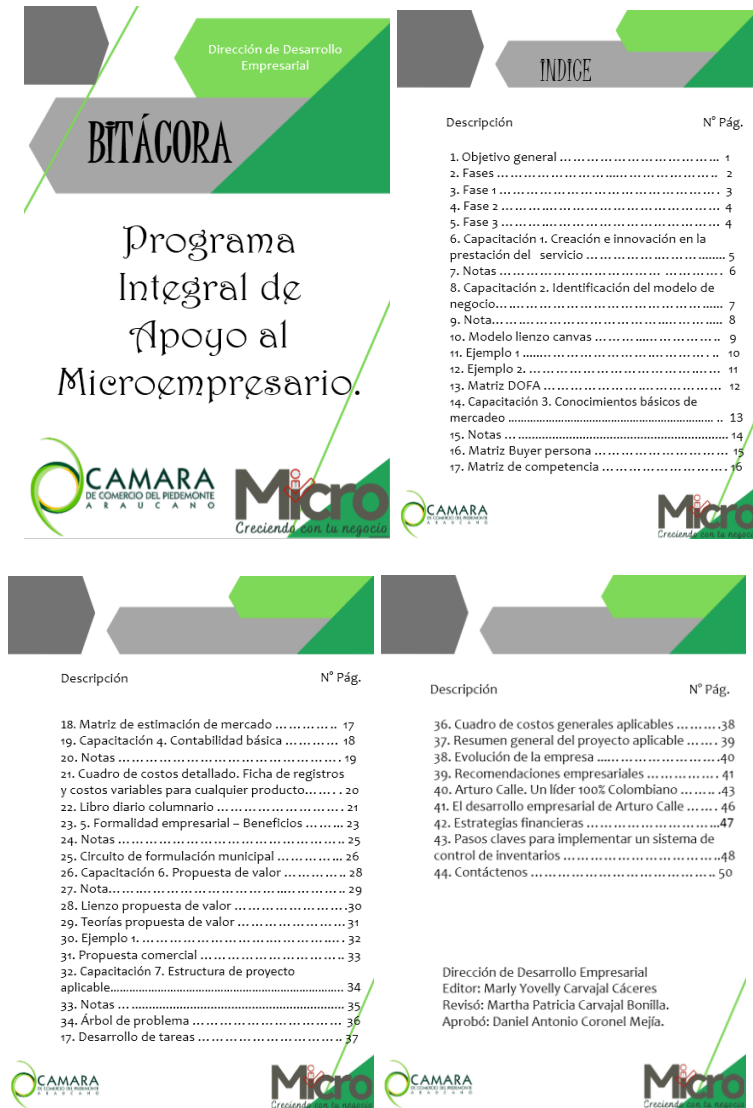 Dirección de Desarrollo
Empresarial
BITÁCORA
Programa
Integral de
Apoyo al
Microempresario.
CAMARA
DE COMERCIO DEL PIEDEMONTE
ARAUCANO
Micro
Creciendo con tu negocio
INDICE
Descripción N° Pág.
1. Objetivo general ………………………………... 1
2. Fases ………………………………………………… 2
3. Fase 1 ………………………………………………. 3
4. Fase 2 ………………………………………………. 4
5. Fase 3 ………………………………………………. 4
6. Capacitación 1. Creación e innovación en la
prestación del servicio ………………………........ 5
7. Notas ……………………………… ………… . 6
8. Capacitación 2. Identificación del modelo de
negocio……………………………………………...... 7
9. Nota………………………………………………..... 8
10. Modelo lienzo canvas ………………………….. 9
11. Ejemplo 1 ......…………………………………… .. 10
12. Ejemplo 2. …………………………………………… 11
13. Matriz DOFA ……………………………………… 12
14. Capacitación 3. Conocimientos básicos de
mercadeo ................................................................. .. 13
15. Notas … ................................................................ 14
16. Matriz Buyer persona ………………………… 15
17. Matriz de competencia ………………………. 16
CAMARA
DE COMERCIO DEL PIEDEMONTE
ARAUCANO
Micro
Creciendo con tu negocio
Descripción N° Pág.
18. Matriz de estimación de mercado ………….. 17
19. Capacitación 4. Contabilidad básica ………… 18
20. Notas ……………………………………………. 19
21. Cuadro de costos detallado. Ficha de registros
y costos variables para cualquier producto…….. . 20
22. Libro diario columnario ………………………. 21
23. 5. Formalidad empresarial – Beneficios …..... 23
24. Notas …………………………………………….. 25
25. Circuito de formulación municipal …………... 26
26. Capacitación 6. Propuesta de valor ………….. 28
27. Nota……………………………………………….. 29
28. Lienzo propuesta de valor …………………….30
29. Teorías propuesta de valor …………………… 31
30. Ejemplo 1. ………………………………………. . 32
31. Propuesta comercial …………………………. .. 33
32. Capacitación 7. Estructura de proyecto
aplicable......................................................................... 34
33. Notas … ................................................................ 35
34. Árbol de problema …………………………… 36
17. Desarrollo de tareas ………………………….. 37
CAMARA
DE COMERCIO DEL PIEDEMONTE
ARAUCANO
Micro
Creciendo con tu negocio
Descripción N° Pág.
36. Cuadro de costos generales aplicables ……….38
37. Resumen general del proyecto aplicable …… . 39
38. Evolución de la empresa ....…………………….40
39. Recomendaciones empresariales ……………. 41
40. Arturo Calle. Un líder 100% Colombiano …… ..43
41. El desarrollo empresarial de Arturo Calle ….. . 46
42. Estrategias financieras ………………………...47
43. Pasos claves para implementar un sistema de
control de inventarios ……………………………..48
44. Contáctenos ………………………………….. 50
Dirección de Desarrollo Empresarial
Editor: Marly Yovelly Carvajal Cáceres
Revisó: Martha Patricia Carvajal Bonilla.
Aprobó: Daniel Antonio Coronel Mejía.
CAMARA
DE COMERCIO DEL PIEDEMONTE
ARAUCANO
Micro
Creciendo con tu negocio